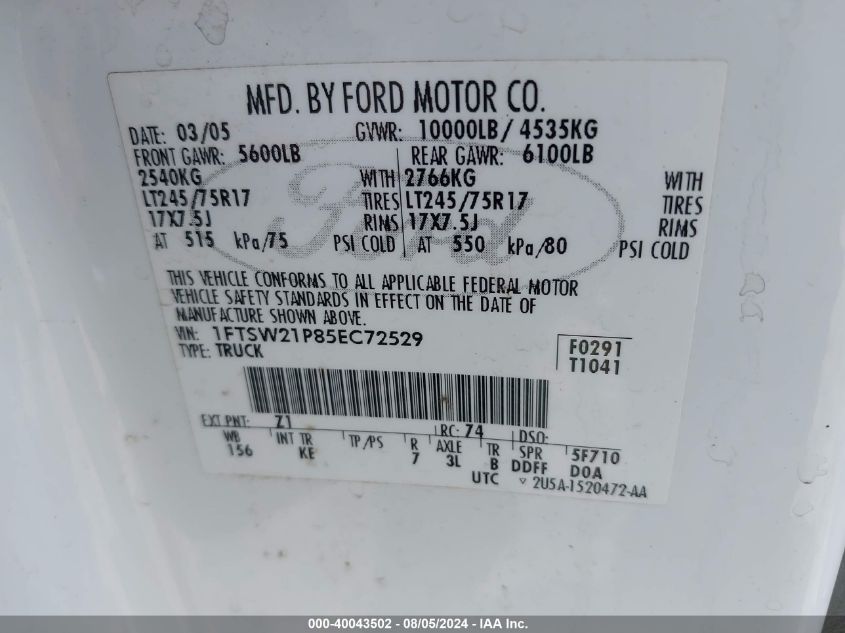 MFD. BY FORD MOTOR CO.
DATE: 03/05 GVWR: 10000LB/ 4535KG
FRONT GAWR: 5600LB REAR GAWR: 6100LB
2540KG WITH 2766KG WITH
LT245/75R17 TIRES LT245/75R17 TIRES
17X7.5J RIMS 17X7.5J RIMS
AT 515 kPa/75 PSI COLD AT 550 kPa/80 PSI COLD
Ford
THIS VEHICLE CONFORMS TO ALL APPLICABLE FEDERAL MOTOR
VEHICLE SAFETY STANDARDS IN EFFECT ON THE DATE OF
MANUFACTURE SHOWN ABOVE.
VIN: 1FTSW21P85EC72529
TYPE: TRUCK
F0291
T1041
EXT PNT: Z1 RC: 74 DSO:
WB INT TR TP/PS R AXLE TR SPR 5F710
156 KE 7 3L B DDFF DOA
UTC ▽ 2U5A-1520472-AA
000-40043502 - 08/05/2024 - IAA Inc.